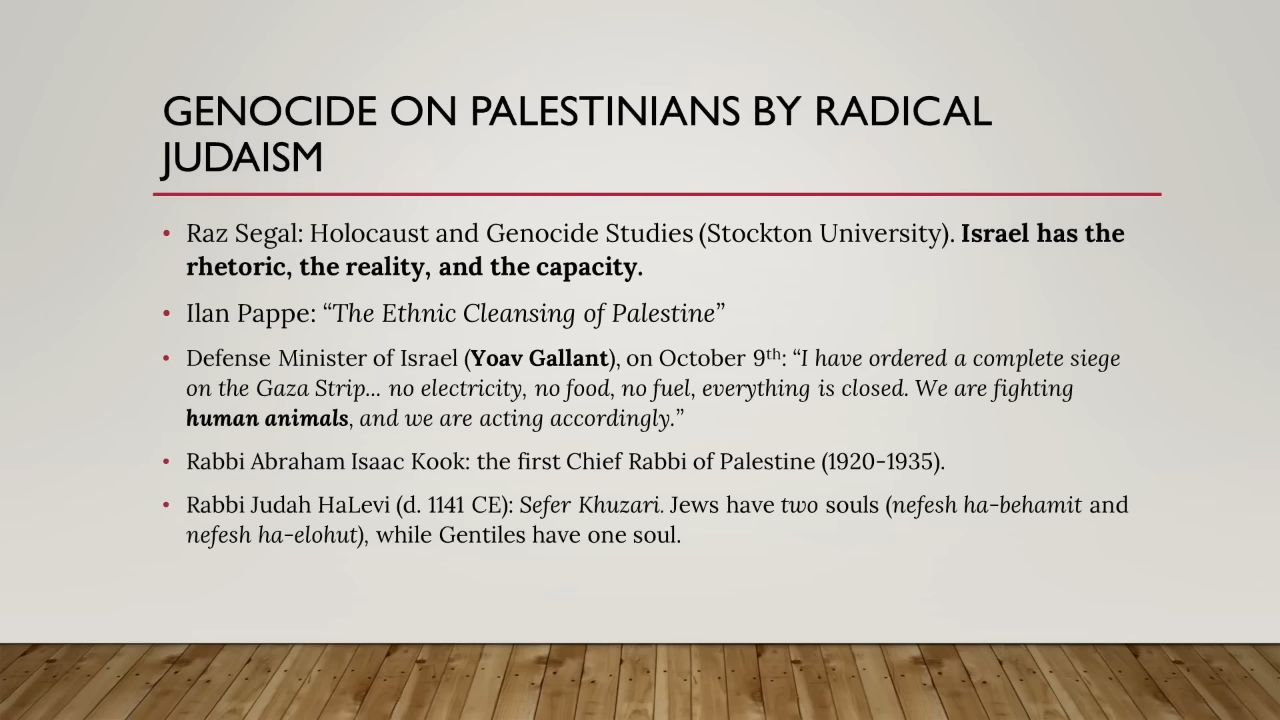 GENOCIDE ON PALESTINIANS BY RADICAL
JUDAISM
• Raz Segal: Holocaust and Genocide Studies (Stockton University). Israel has the
rhetoric, the reality, and the capacity.
• Ilan Pappe: “The Ethnic Cleansing of Palestine”
• Defense Minister of Israel (Yoav Gallant), on October 9th: “I have ordered a complete siege
on the Gaza Strip... no electricity, no food, no fuel, everything is closed. We are fighting
human animals, and we are acting accordingly.”
• Rabbi Abraham Isaac Kook: the first Chief Rabbi of Palestine (1920-1935).
• Rabbi Judah HaLevi (d. 1141 CE): Sefer Khuzari. Jews have two souls (nefesh ha-behamit and
nefesh ha-elohut), while Gentiles have one soul.